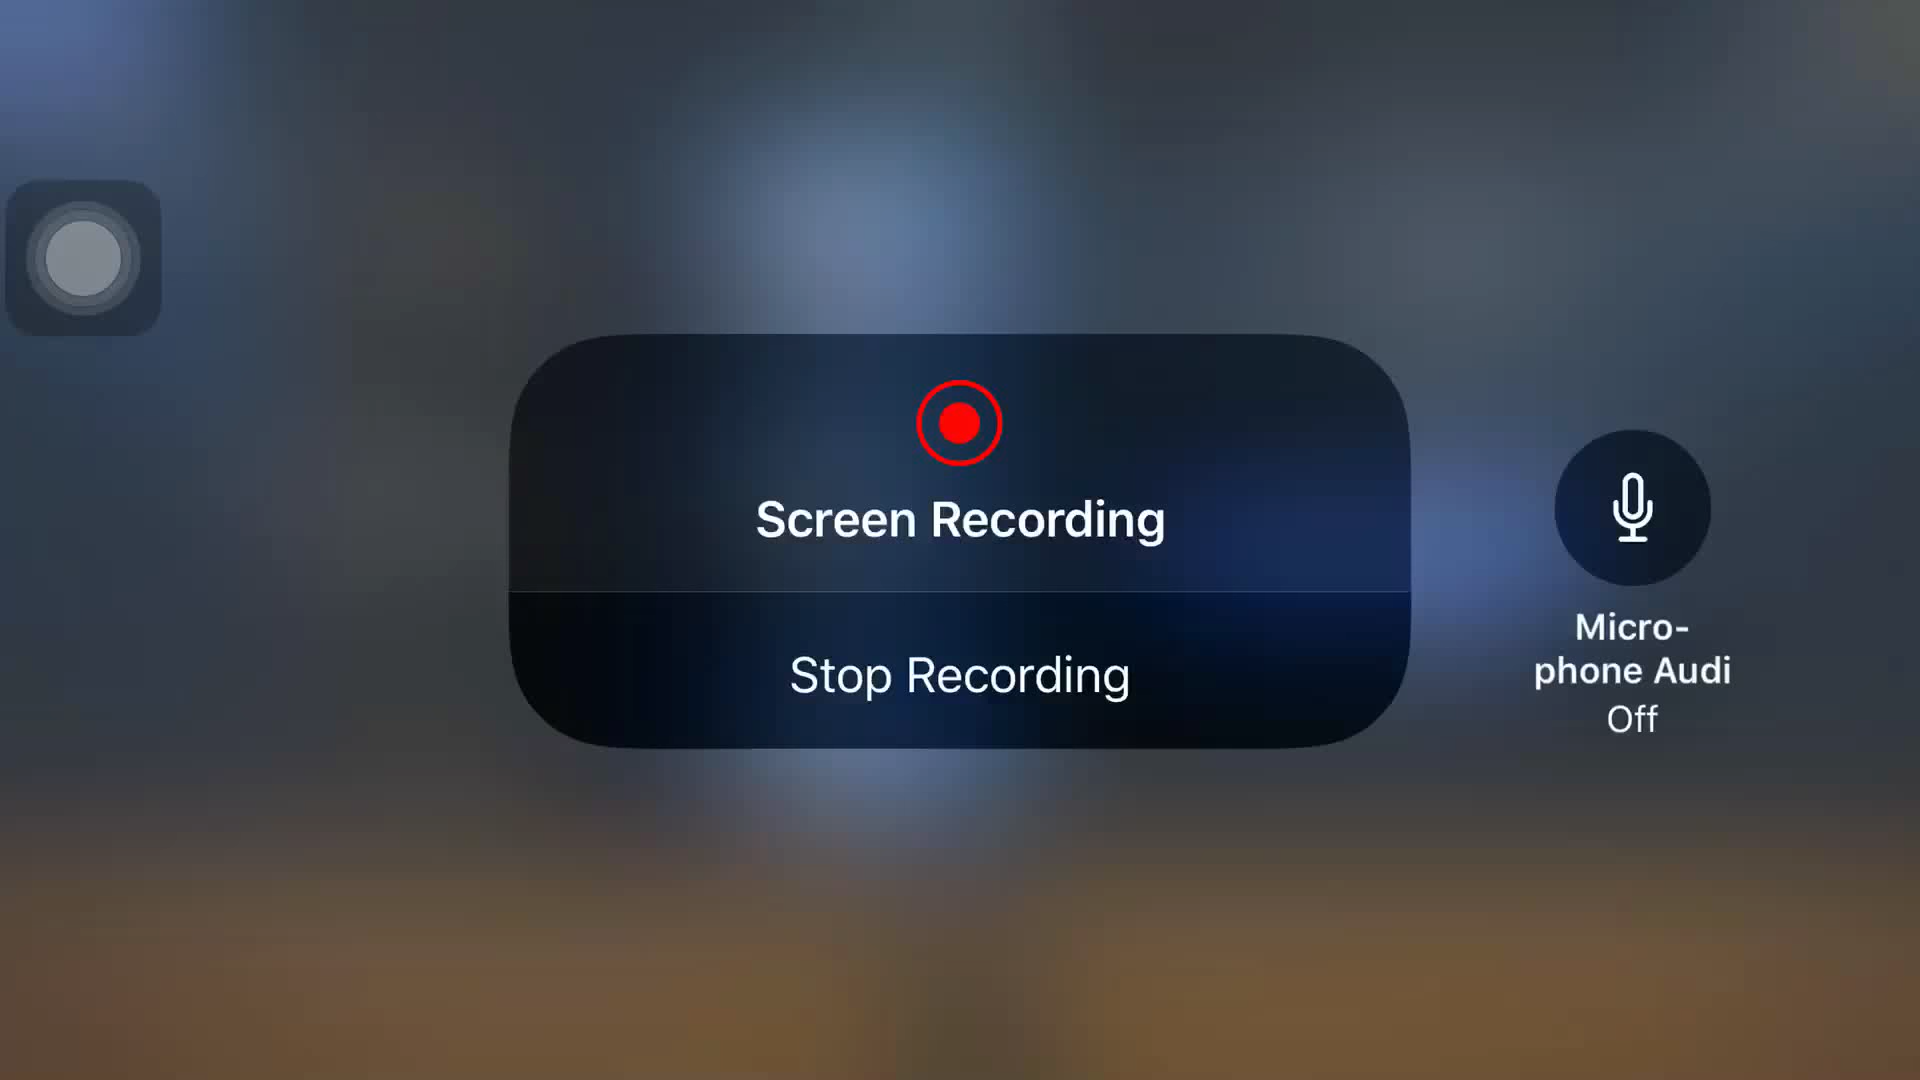 Screen Recording
Stop Recording
Micro-
phone Audi
Off